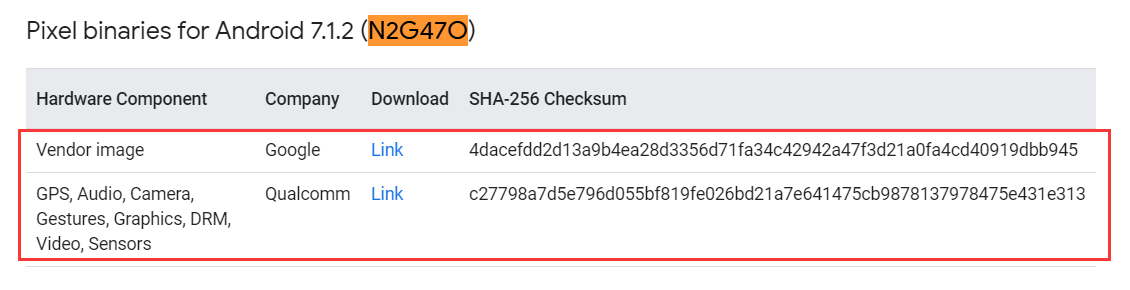 Pixel binaries for Android 7.1.2 (N2G47O)
Hardware Component Company Download SHA-256 Checksum
Vendor image Google Link 4dacefdd2d13a9b4ea28d3356d71fa34c42942a47f3d21a0fa4cd40919dbb945
GPS, Audio, Camera, Qualcomm Link c27798a7d5e796d055bf819fe026bd21a7e641475cb9878137978475e431e313
Gestures, Graphics, DRM,
Video, Sensors